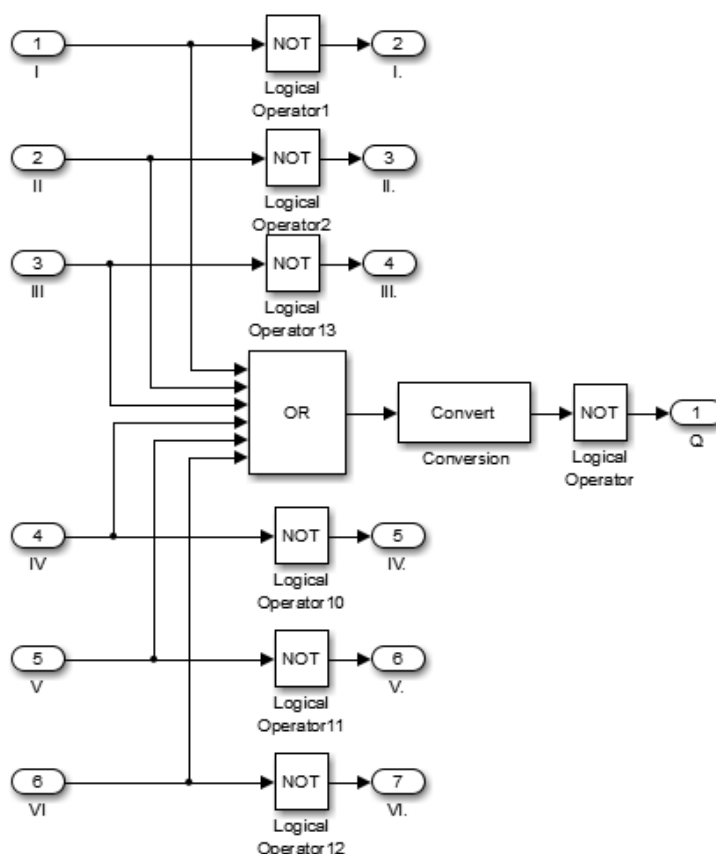 1 NOT 2
I Logical I.
Operator1
2 NOT 3
II Logical II.
Operator2
3 NOT 4
III Logical III.
Operator13
OR Convert NOT 1
Conversion Logical Q
Operator
4 NOT 5
IV Logical IV.
Operator10
5 NOT 6
V Logical V.
Operator11
6 NOT 7
VI Logical VI.
Operator12